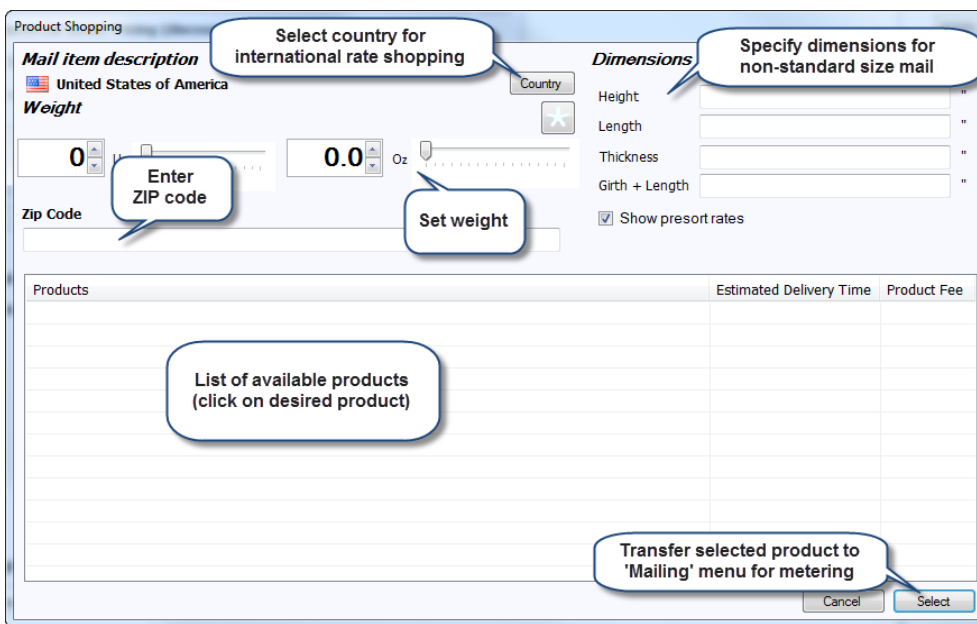 Product Shopping
Select country for
international rate shopping
Mail item description
United States of America
Country
Weight
0
0.0 Oz
Enter
ZIP code
Set weight
Zip Code
Dimensions
Specify dimensions for
non-standard size mail
Height "
Length "
Thickness "
Girth + Length "
Show presort rates
Products Estimated Delivery Time Product Fee
List of available products
(click on desired product)
Transfer selected product to
'Mailing' menu for metering
Cancel Select